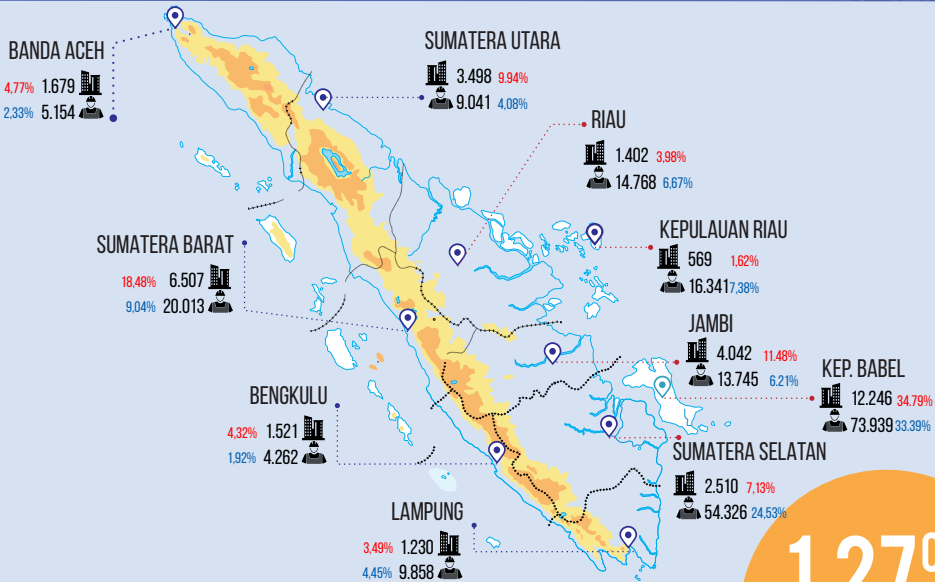 BANDA ACEH
4,77% 1.679
2,33% 5.154
SUMATERA UTARA
3.498 9.94%
9.041 4,08%
RIAU
1.402 3,98%
14.768 6,67%
SUMATERA BARAT
18,48% 6.507
9,04% 20.013
KEPULAUAN RIAU
569 1,62%
16.341 7,38%
JAMBI
4.042 11.48%
13.745 6.21%
KEP. BABEL
12.246 34.79%
73.939 33.39%
BENGKULU
4,32% 1.521
1,92% 4.262
SUMATERA SELATAN
2.510 7,13%
54.326 24,53%
LAMPUNG
3,49% 1.230
4,45% 9.858